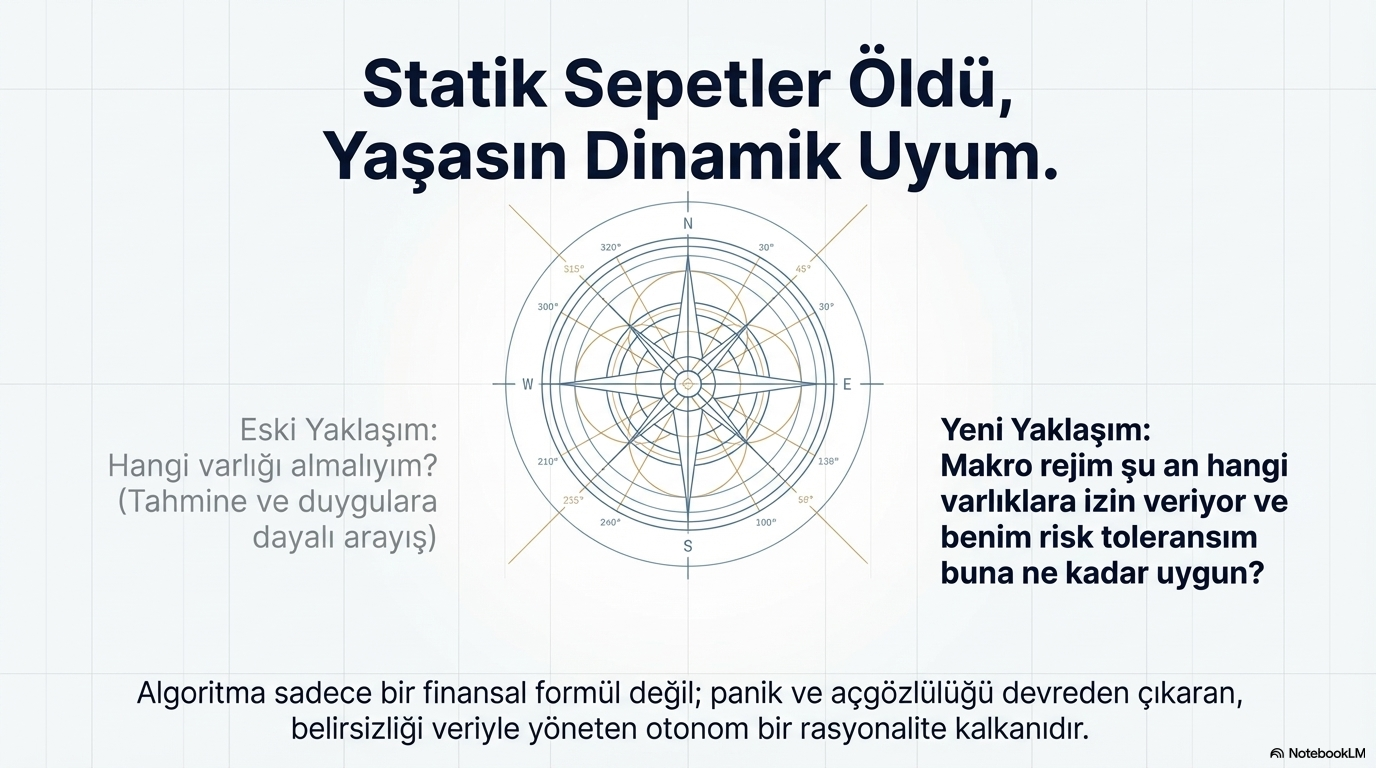 Statik Sepetler Öldü,
Yaşasın Dinamik Uyum.
N
320°
30°
S15°
45°
300°
30°
W
E
Eski Yaklaşım:
Hangi varlığı almalıyım?
(Tahmine ve duygulara
dayalı arayış)
Yeni Yaklaşım:
Makro rejim şu an hangi
varlıklara izin veriyor ve
benim risk toleransım
buna ne kadar uygun?
210°
138°
255°
50°
260°
100°
S
Algoritma sadece bir finansal formül değil; panik ve açgözlülüğü devreden çıkaran,
belirsizliği veriyle yöneten otonom bir rasyonalite kalkanıdır.
NotebookLM